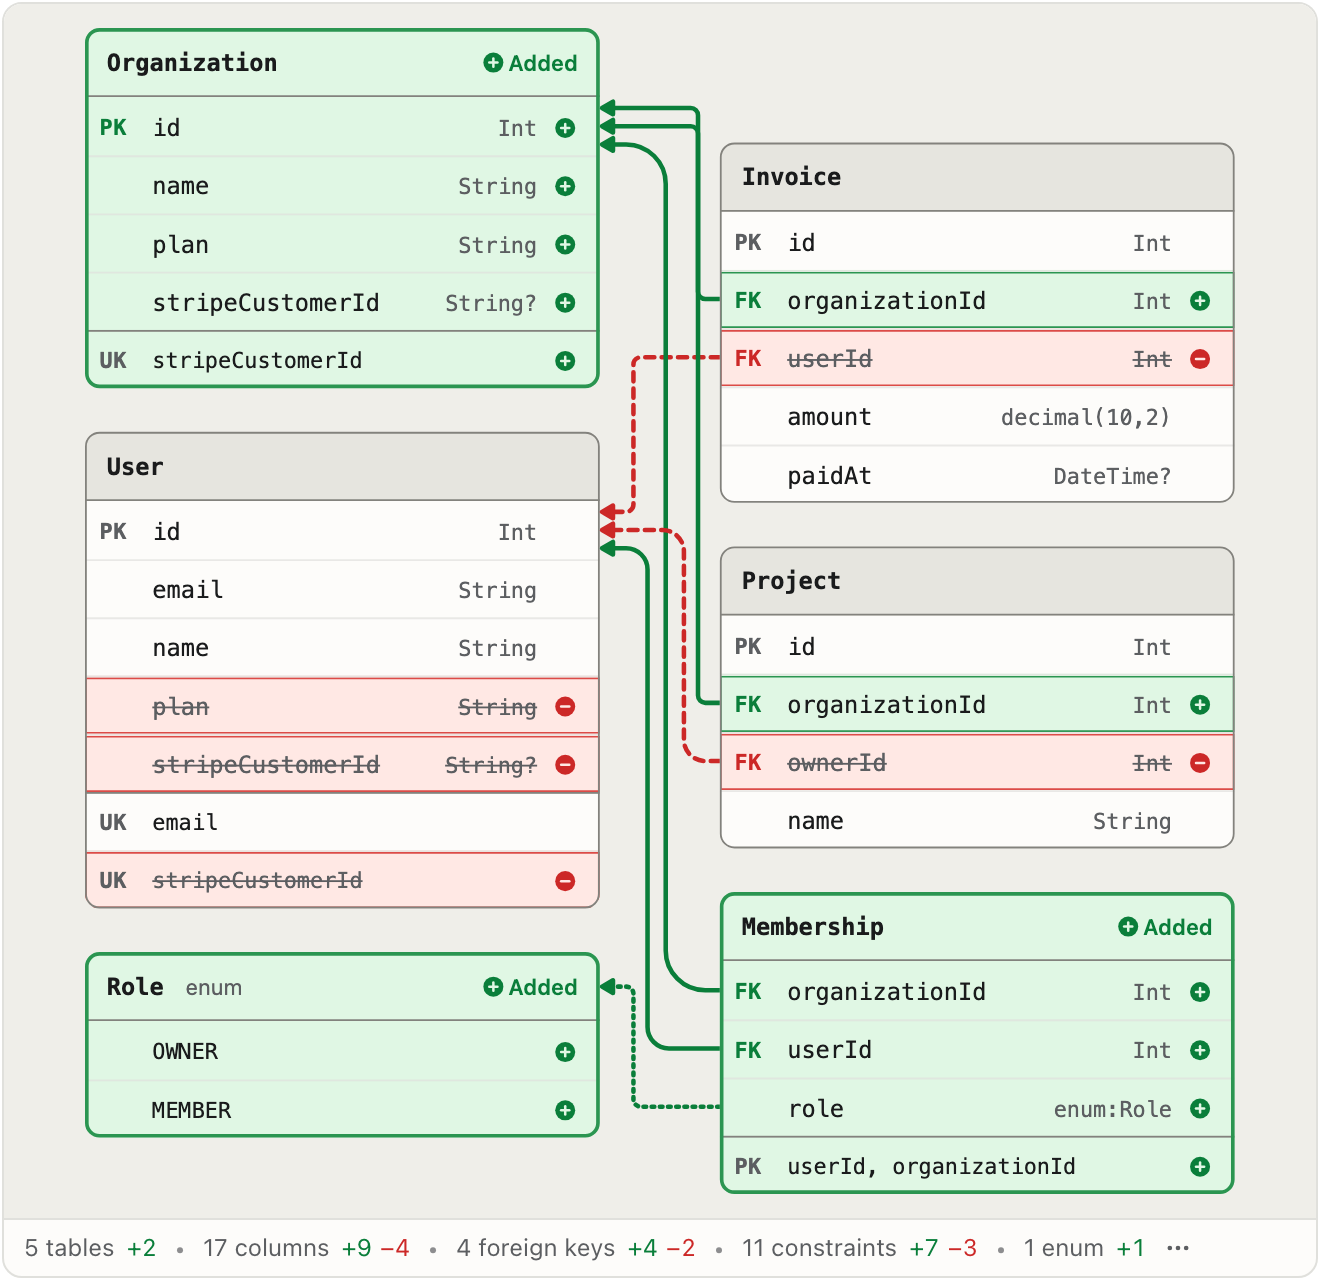 Organization Added
PK id Int
name String
plan String
stripeCustomerId String?
UK stripeCustomerId
User
PK id Int
email String
name String
plan String
stripeCustomerId String?
UK email
UK stripeCustomerId
Role enum Added
OWNER
MEMBER
Invoice
PK id Int
FK organizationId Int
FK userId Int
amount decimal(10,2)
paidAt DateTime?
Project
PK id Int
FK organizationId Int
FK ownerId Int
name String
Membership Added
FK organizationId Int
FK userId Int
role enum:Role
PK userId, organizationId
5 tables +2 • 17 columns +9 −4 • 4 foreign keys +4 −2 • 11 constraints +7 −3 • 1 enum +1 ···